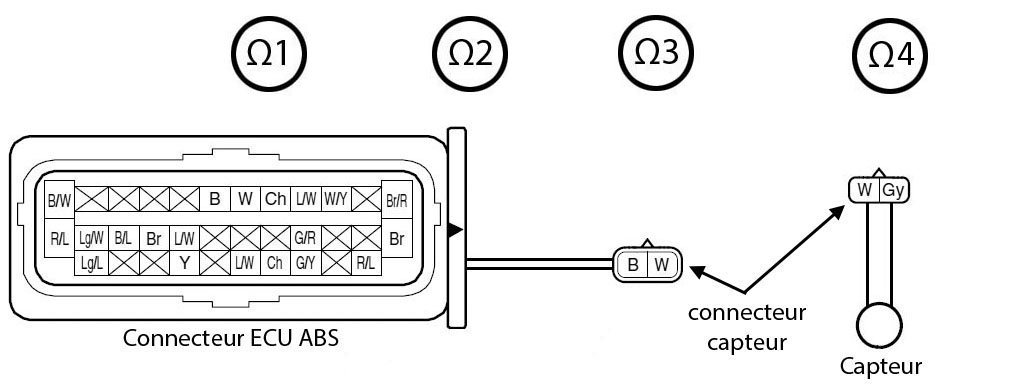 Ω1 Ω2 Ω3 Ω4
B/W B W Ch L/W W/Y Br/R
R/L Lg/W B/L Br L/W G/R Br
Lg/L Y L/W Ch G/Y R/L
W Gy
B W
connecteur
capteur
Connecteur ECU ABS
Capteur